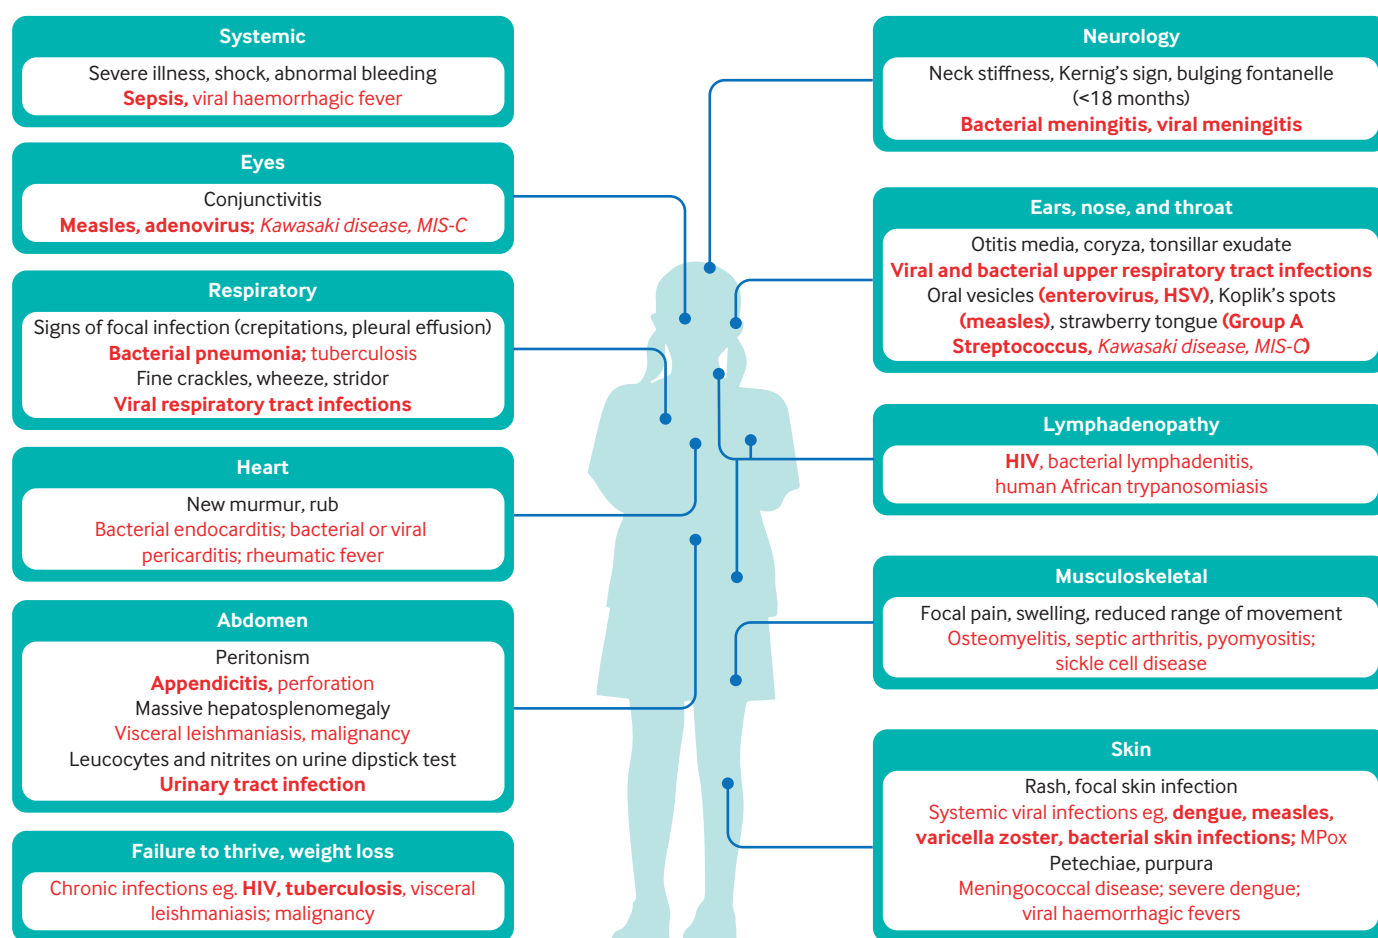 Systemic
Severe illness, shock, abnormal bleeding
Sepsis, viral haemorrhagic fever
Eyes
Conjunctivitis
Measles, adenovirus; Kawasaki disease, MIS-C
Respiratory
Signs of focal infection (crepitations, pleural effusion)
Bacterial pneumonia; tuberculosis
Fine crackles, wheeze, stridor
Viral respiratory tract infections
Heart
New murmur, rub
Bacterial endocarditis; bacterial or viral
pericarditis; rheumatic fever
Abdomen
Peritonism
Appendicitis, perforation
Massive hepatosplenomegaly
Visceral leishmaniasis, malignancy
Leucocytes and nitrites on urine dipstick test
Urinary tract infection
Failure to thrive, weight loss
Chronic infections eg. HIV, tuberculosis, visceral
leishmaniasis; malignancy
Neurology
Neck stiffness, Kernig's sign, bulging fontanelle
(<18 months)
Bacterial meningitis, viral meningitis
Ears, nose, and throat
Otitis media, coryza, tonsillar exudate
Viral and bacterial upper respiratory tract infections
Oral vesicles (enterovirus, HSV), Koplik's spots
(measles), strawberry tongue (Group A
Streptococcus, Kawasaki disease, MIS-C)
Lymphadenopathy
HIV, bacterial lymphadenitis,
human African trypanosomiasis
Musculoskeletal
Focal pain, swelling, reduced range of movement
Osteomyelitis, septic arthritis, pyomyositis;
sickle cell disease
Skin
Rash, focal skin infection
Systemic viral infections eg, dengue, measles,
varicella zoster, bacterial skin infections; MPox
Petechiae, purpura
Meningococcal disease; severe dengue;
viral haemorrhagic fevers